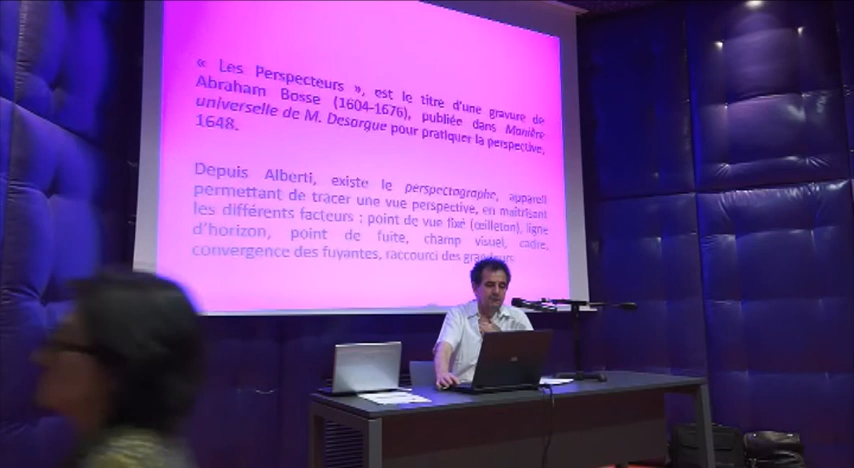 « Les Perspecteurs », est le titre d'une gravure de
Abraham Bosse (1604-1676), publiée dans Manière
universelle de M. Desargue pour pratiquer la perspective,
1648.
Depuis Alberti, existe le perspectographe, appareil
permettant de tracer une vue perspective, en maîtrisant
les différents facteurs : point de vue fixé (œilleton), ligne
d'horizon, point de fuite, champ visuel, cadre,
convergence des fuyantes, raccourci des grandeurs.